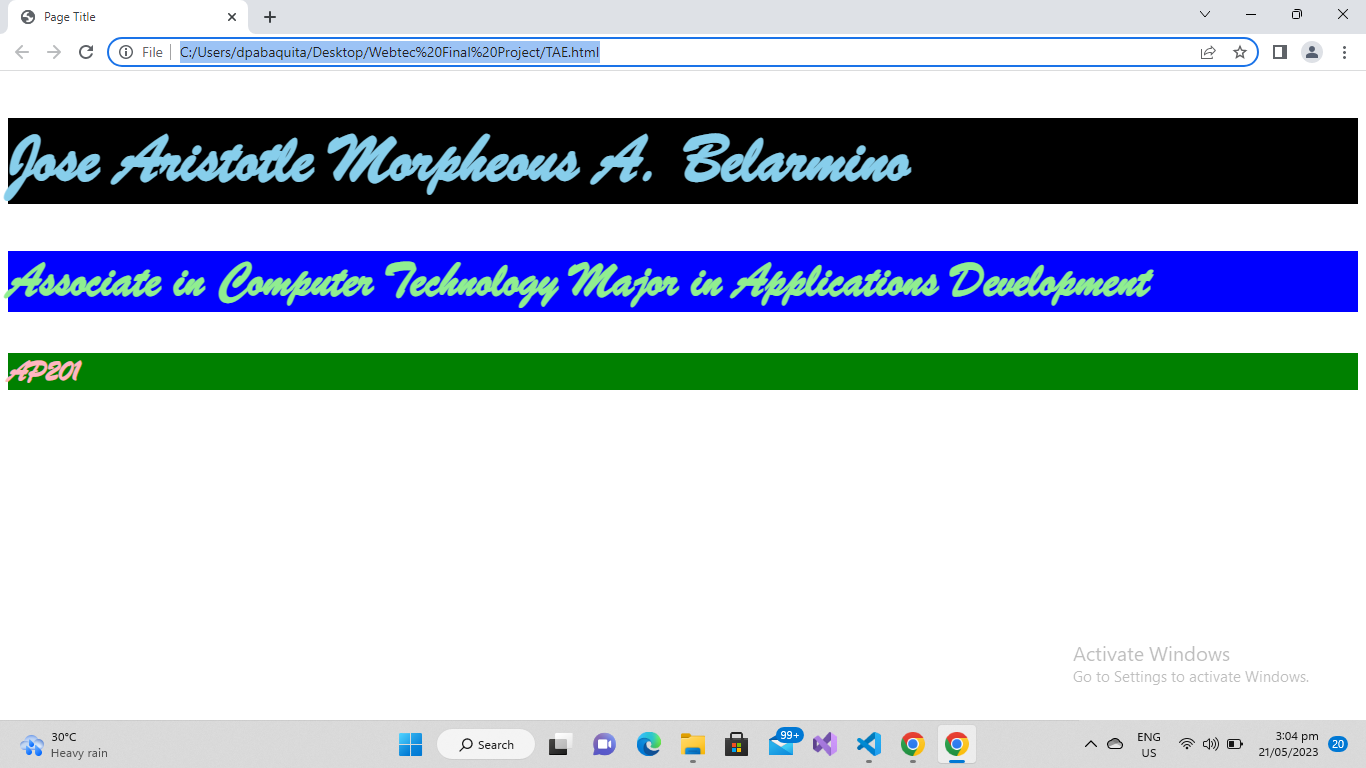 Page Title
File
C:/Users/dpabaquita/Desktop/Webtec%20Final%20Project/TAE.html
Jose Aristotle Morpheous A. Belarmino
Associate in Computer Technology Major in Applications Development
AP201
Activate Windows
Go to Settings to activate Windows.
30°C
Heavy rain
Search
99+
ENG
US
3:04 pm
21/05/2023
20